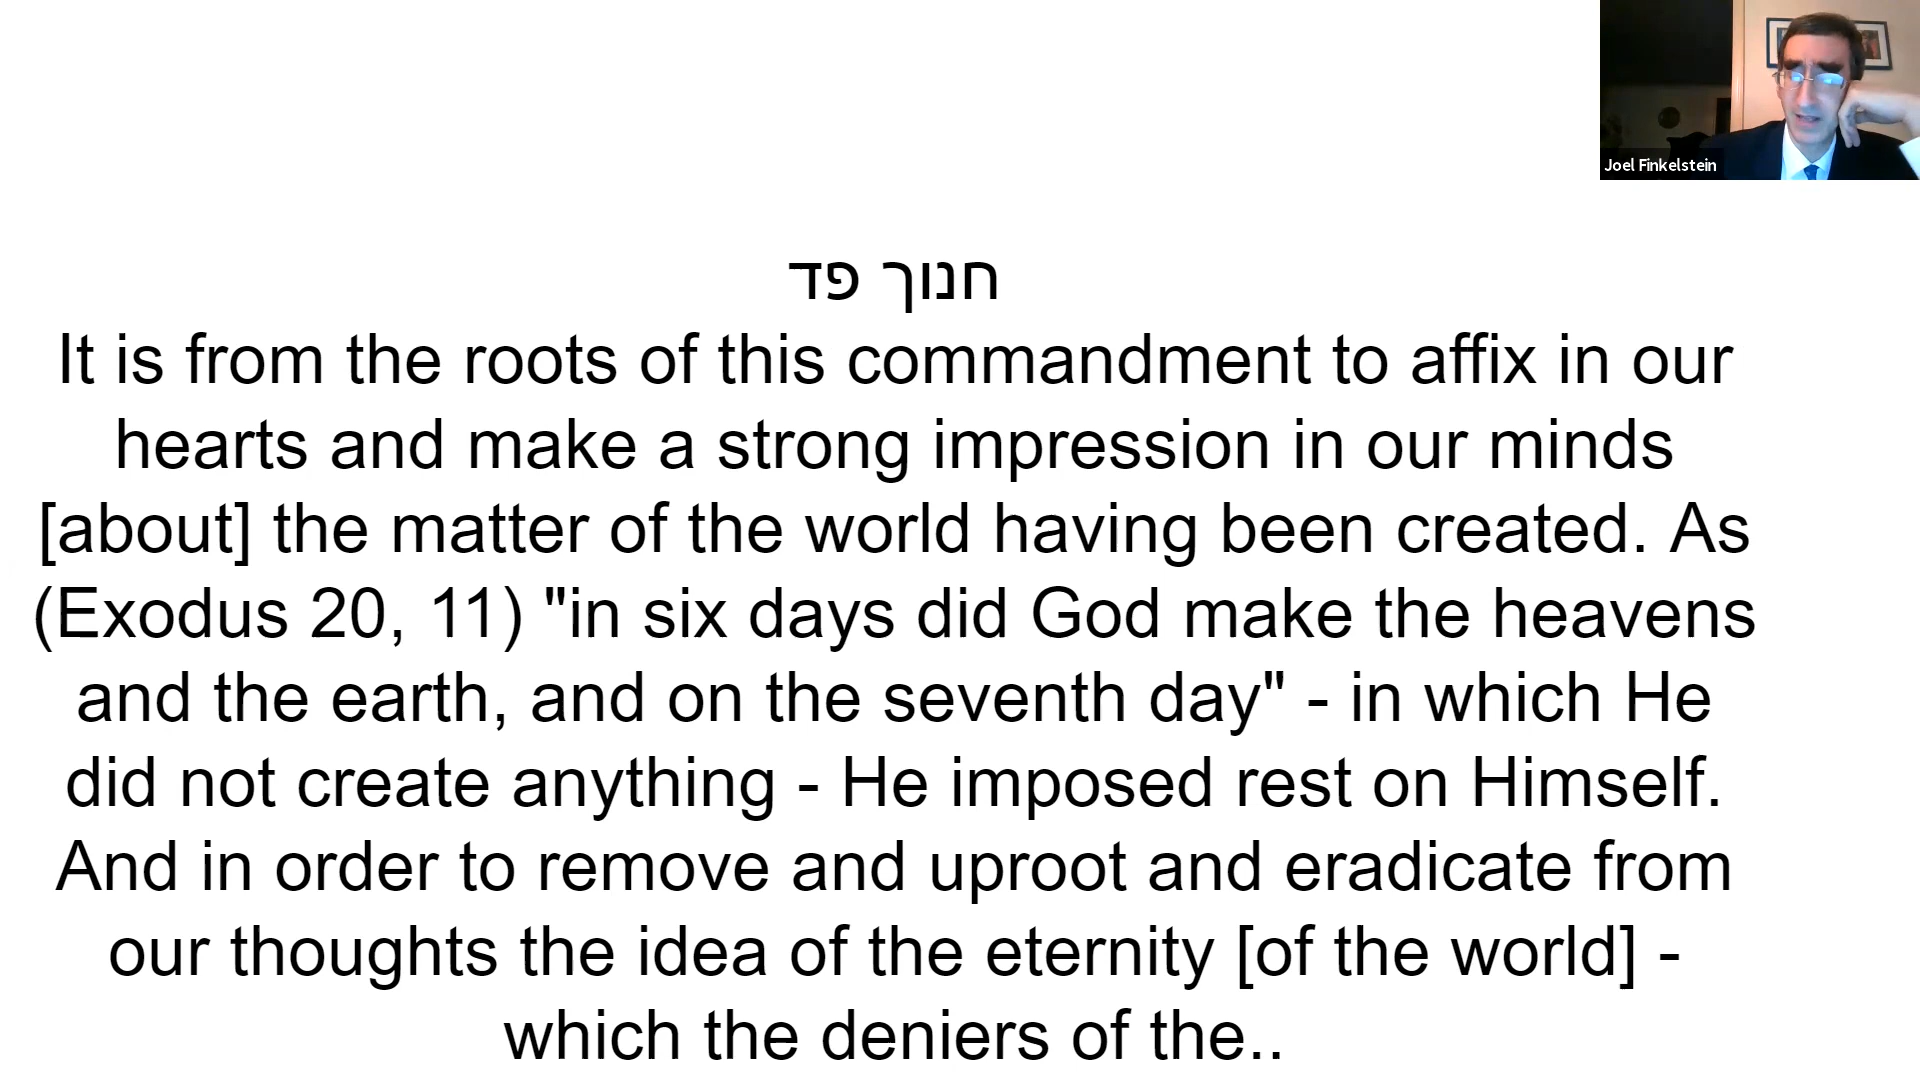 Joel Finkelstein
חנוך פד
It is from the roots of this commandment to affix in our
hearts and make a strong impression in our minds
[about] the matter of the world having been created. As
(Exodus 20, 11) "in six days did God make the heavens
and the earth, and on the seventh day" - in which He
did not create anything - He imposed rest on Himself.
And in order to remove and uproot and eradicate from
our thoughts the idea of the eternity [of the world] -
which the deniers of the..